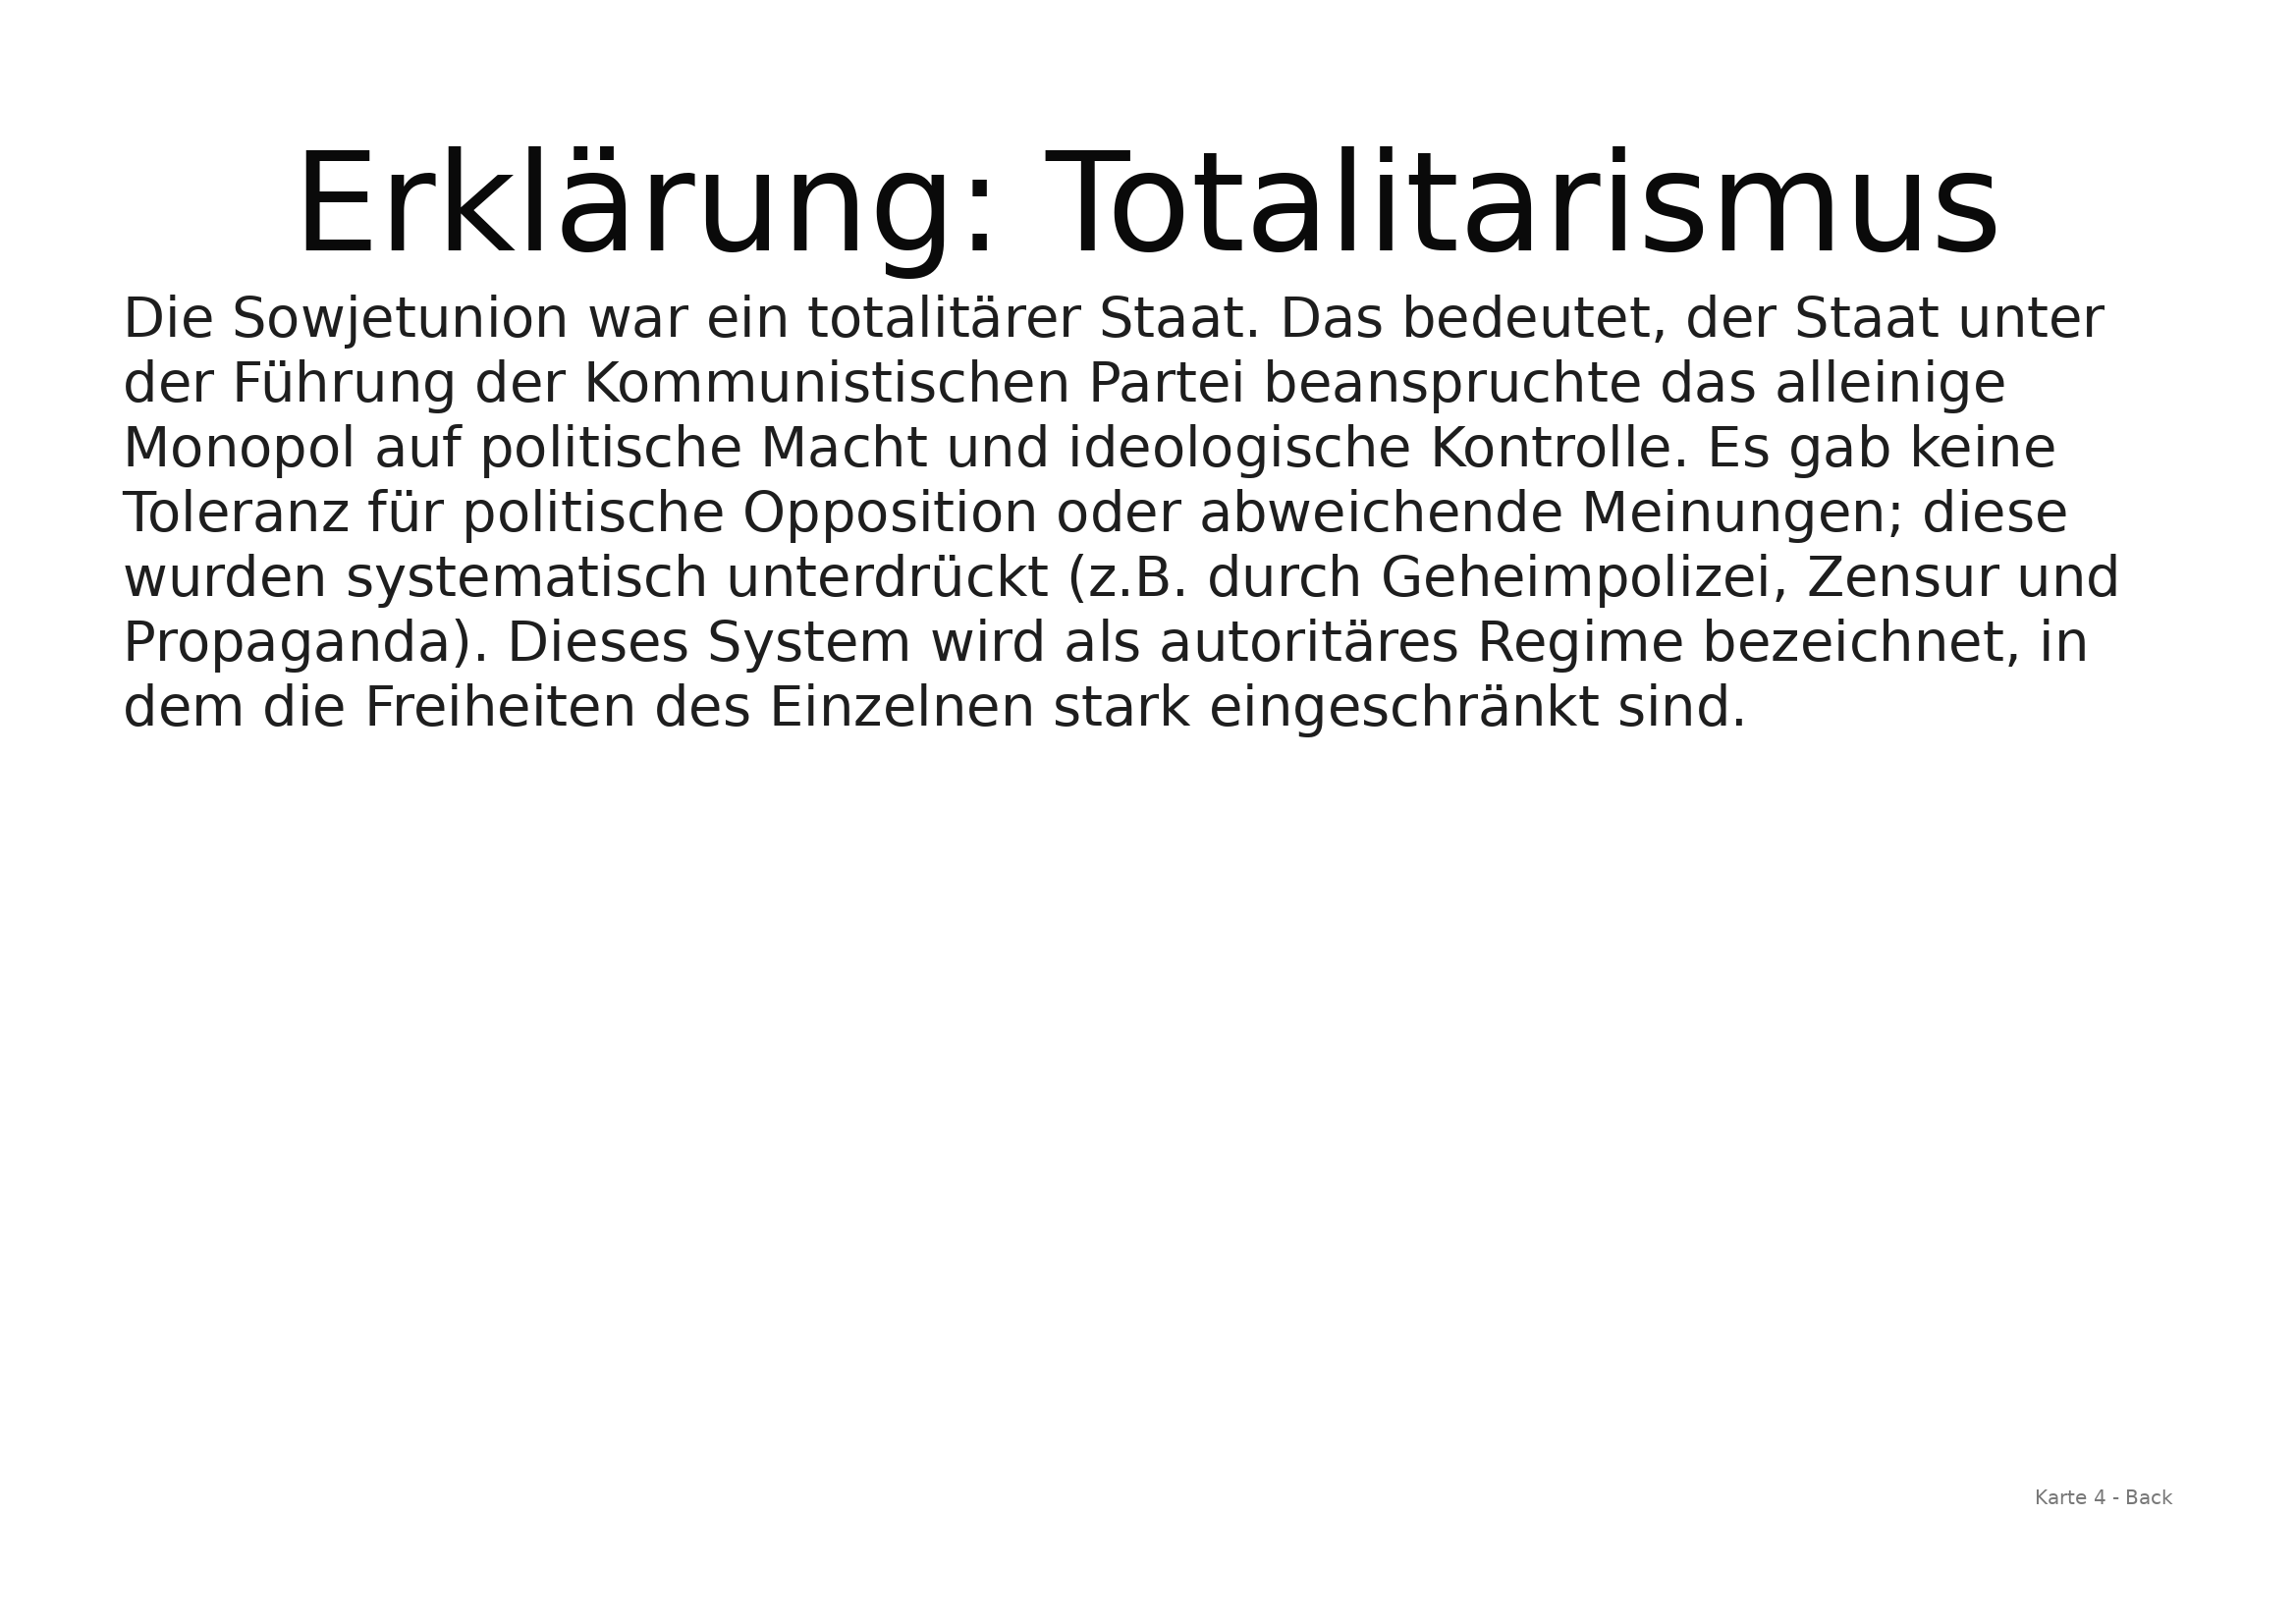 Erklärung: Totalitarismus
Die Sowjetunion war ein totalitärer Staat. Das bedeutet, der Staat unter
der Führung der Kommunistischen Partei beanspruchte das alleinige
Monopol auf politische Macht und ideologische Kontrolle. Es gab keine
Toleranz für politische Opposition oder abweichende Meinungen; diese
wurden systematisch unterdrückt (z.B. durch Geheimpolizei, Zensur und
Propaganda). Dieses System wird als autoritäres Regime bezeichnet, in
dem die Freiheiten des Einzelnen stark eingeschränkt sind.
Karte 4 - Back